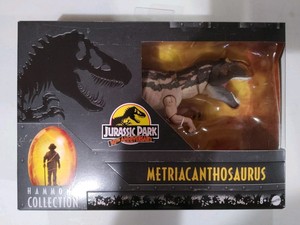 JURASSIC PARK
METRIACANTHOSAURUS
HAMMOND
COLLECTION